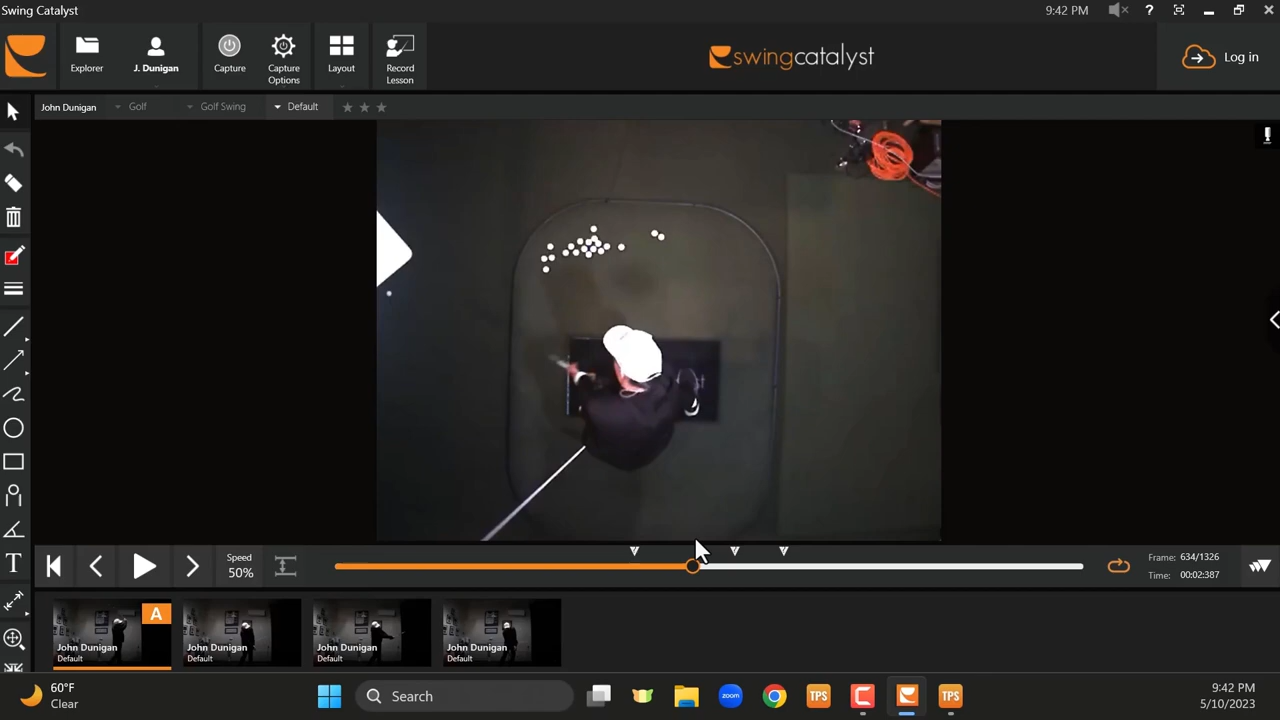 Swing Catalyst
9:42 PM
Explorer
J. Dunigan
Capture
Capture Options
Layout
Record Lesson
swingcatalyst
Log in
John Dunigan
Golf
Golf Swing
Default
Speed
50%
Frame: 634/1326
Time: 00:02:387
A
John Dunigan
Default
John Dunigan
Default
John Dunigan
Default
John Dunigan
Default
T
60°F
Clear
Search
zoom
TPS
TPS
9:42 PM
5/10/2023